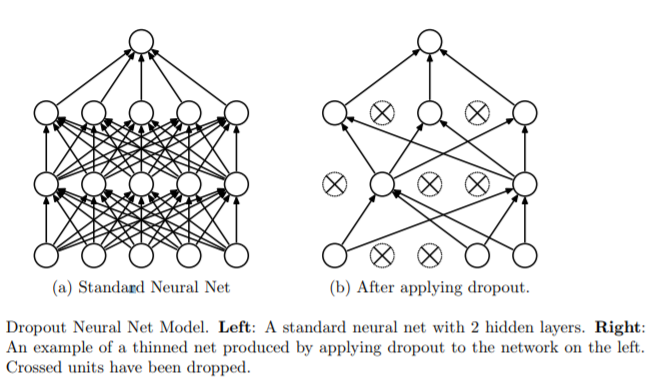 (a) Standard Neural Net
(b) After applying dropout.
Dropout Neural Net Model. Left: A standard neural net with 2 hidden layers. Right:
An example of a thinned net produced by applying dropout to the network on the left.
Crossed units have been dropped.